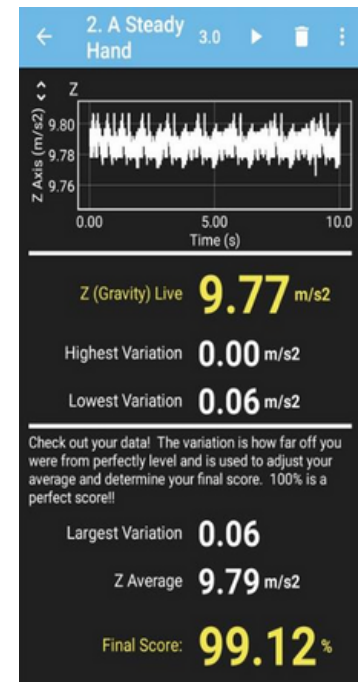 2. A Steady
Hand
3.0
Z
Z Axis (m/s2)
9.80
9.78
9.76
0.00 5.00 10.0
Time (s)
Z (Gravity) Live 9.77 m/s2
Highest Variation 0.00 m/s2
Lowest Variation 0.06 m/s2
Check out your data! The variation is how far off you
were from perfectly level and is used to adjust your
average and determine your final score. 100% is a
perfect score!!
Largest Variation 0.06
Z Average 9.79 m/s2
Final Score: 99.12 %